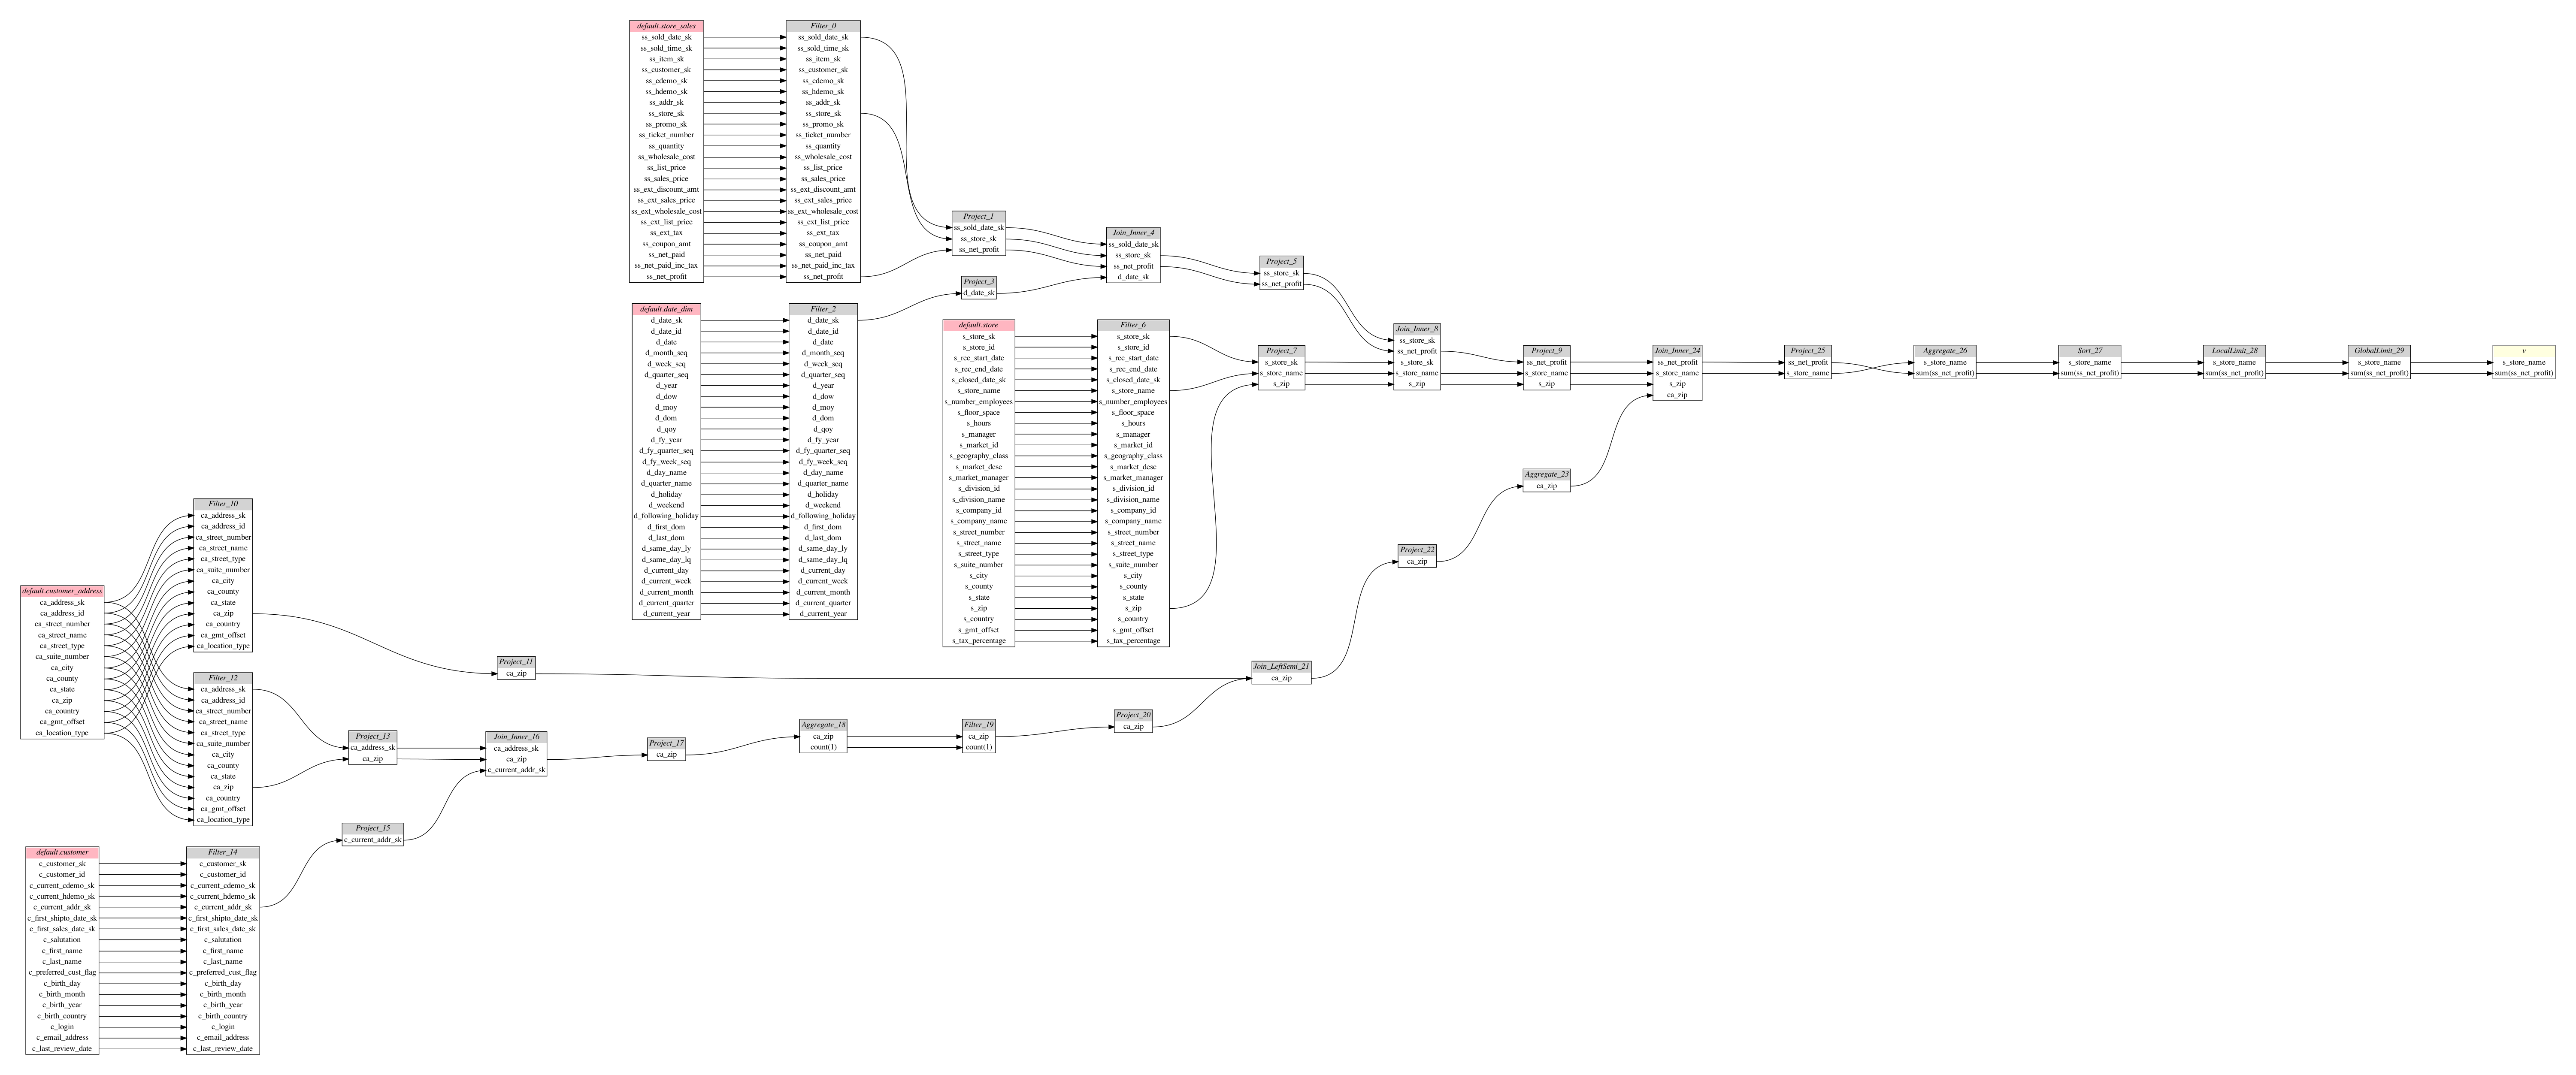 default.store_sales
ss_sold_date_sk
ss_sold_time_sk
ss_item_sk
ss_customer_sk
ss_cdemo_sk
ss_hdemo_sk
ss_addr_sk
ss_store_sk
ss_promo_sk
ss_ticket_number
ss_quantity
ss_wholesale_cost
ss_list_price
ss_sales_price
ss_ext_discount_amt
ss_ext_sales_price
ss_ext_wholesale_cost
ss_ext_list_price
ss_ext_tax
ss_coupon_amt
ss_net_paid
ss_net_paid_inc_tax
ss_net_profit
Filter_0
ss_sold_date_sk
ss_sold_time_sk
ss_item_sk
ss_customer_sk
ss_cdemo_sk
ss_hdemo_sk
ss_addr_sk
ss_store_sk
ss_promo_sk
ss_ticket_number
ss_quantity
ss_wholesale_cost
ss_list_price
ss_sales_price
ss_ext_discount_amt
ss_ext_sales_price
ss_ext_wholesale_cost
ss_ext_list_price
ss_ext_tax
ss_coupon_amt
ss_net_paid
ss_net_paid_inc_tax
ss_net_profit
Project_1
ss_sold_date_sk
ss_store_sk
ss_net_profit
Project_3
d_date_sk
Join_Inner_4
ss_sold_date_sk
ss_store_sk
ss_net_profit
d_date_sk
Project_5
ss_store_sk
ss_net_profit
default.date_dim
d_date_sk
d_date_id
d_date
d_month_seq
d_week_seq
d_quarter_seq
d_year
d_dow
d_moy
d_dom
d_qoy
d_fy_year
d_fy_quarter_seq
d_fy_week_seq
d_day_name
d_quarter_name
d_holiday
d_weekend
d_following_holiday
d_first_dom
d_last_dom
d_same_day_ly
d_same_day_lq
d_current_day
d_current_week
d_current_month
d_current_quarter
d_current_year
Filter_2
d_date_sk
d_date_id
d_date
d_month_seq
d_week_seq
d_quarter_seq
d_year
d_dow
d_moy
d_dom
d_qoy
d_fy_year
d_fy_quarter_seq
d_fy_week_seq
d_day_name
d_quarter_name
d_holiday
d_weekend
d_following_holiday
d_first_dom
d_last_dom
d_same_day_ly
d_same_day_lq
d_current_day
d_current_week
d_current_month
d_current_quarter
d_current_year
default.store
s_store_sk
s_store_id
s_rec_start_date
s_rec_end_date
s_closed_date_sk
s_store_name
s_number_employees
s_floor_space
s_hours
s_manager
s_market_id
s_geography_class
s_market_desc
s_market_manager
s_division_id
s_division_name
s_company_id
s_company_name
s_street_number
s_street_name
s_street_type
s_suite_number
s_city
s_county
s_state
s_zip
s_country
s_gmt_offset
s_tax_percentage
Filter_6
s_store_sk
s_store_id
s_rec_start_date
s_rec_end_date
s_closed_date_sk
s_store_name
s_number_employees
s_floor_space
s_hours
s_manager
s_market_id
s_geography_class
s_market_desc
s_market_manager
s_division_id
s_division_name
s_company_id
s_company_name
s_street_number
s_street_name
s_street_type
s_suite_number
s_city
s_county
s_state
s_zip
s_country
s_gmt_offset
s_tax_percentage
Project_7
s_store_sk
s_store_name
s_zip
Join_Inner_8
ss_store_sk
ss_net_profit
s_store_sk
s_store_name
s_zip
Project_9
ss_net_profit
s_store_name
s_zip
Join_Inner_24
ss_net_profit
s_store_name
s_zip
ca_zip
Project_25
ss_net_profit
s_store_name
Aggregate_26
s_store_name
sum(ss_net_profit)
Sort_27
s_store_name
sum(ss_net_profit)
LocalLimit_28
s_store_name
sum(ss_net_profit)
GlobalLimit_29
s_store_name
sum(ss_net_profit)
v
s_store_name
sum(ss_net_profit)
default.customer_address
ca_address_sk
ca_address_id
ca_street_number
ca_street_name
ca_street_type
ca_suite_number
ca_city
ca_county
ca_state
ca_zip
ca_country
ca_gmt_offset
ca_location_type
Filter_10
ca_address_sk
ca_address_id
ca_street_number
ca_street_name
ca_street_type
ca_suite_number
ca_city
ca_county
ca_state
ca_zip
ca_country
ca_gmt_offset
ca_location_type
Filter_12
ca_address_sk
ca_address_id
ca_street_number
ca_street_name
ca_street_type
ca_suite_number
ca_city
ca_county
ca_state
ca_zip
ca_country
ca_gmt_offset
ca_location_type
Project_11
ca_zip
Project_13
ca_address_sk
ca_zip
Join_Inner_16
ca_address_sk
ca_zip
c_current_addr_sk
Project_17
ca_zip
Aggregate_18
ca_zip
count(1)
Filter_19
ca_zip
count(1)
Project_20
ca_zip
Join_LeftSemi_21
ca_zip
Project_22
ca_zip
Aggregate_23
ca_zip
Project_15
c_current_addr_sk
default.customer
c_customer_sk
c_customer_id
c_current_cdemo_sk
c_current_hdemo_sk
c_current_addr_sk
c_first_shipto_date_sk
c_first_sales_date_sk
c_salutation
c_first_name
c_last_name
c_preferred_cust_flag
c_birth_day
c_birth_month
c_birth_year
c_birth_country
c_login
c_email_address
c_last_review_date
Filter_14
c_customer_sk
c_customer_id
c_current_cdemo_sk
c_current_hdemo_sk
c_current_addr_sk
c_first_shipto_date_sk
c_first_sales_date_sk
c_salutation
c_first_name
c_last_name
c_preferred_cust_flag
c_birth_day
c_birth_month
c_birth_year
c_birth_country
c_login
c_email_address
c_last_review_date